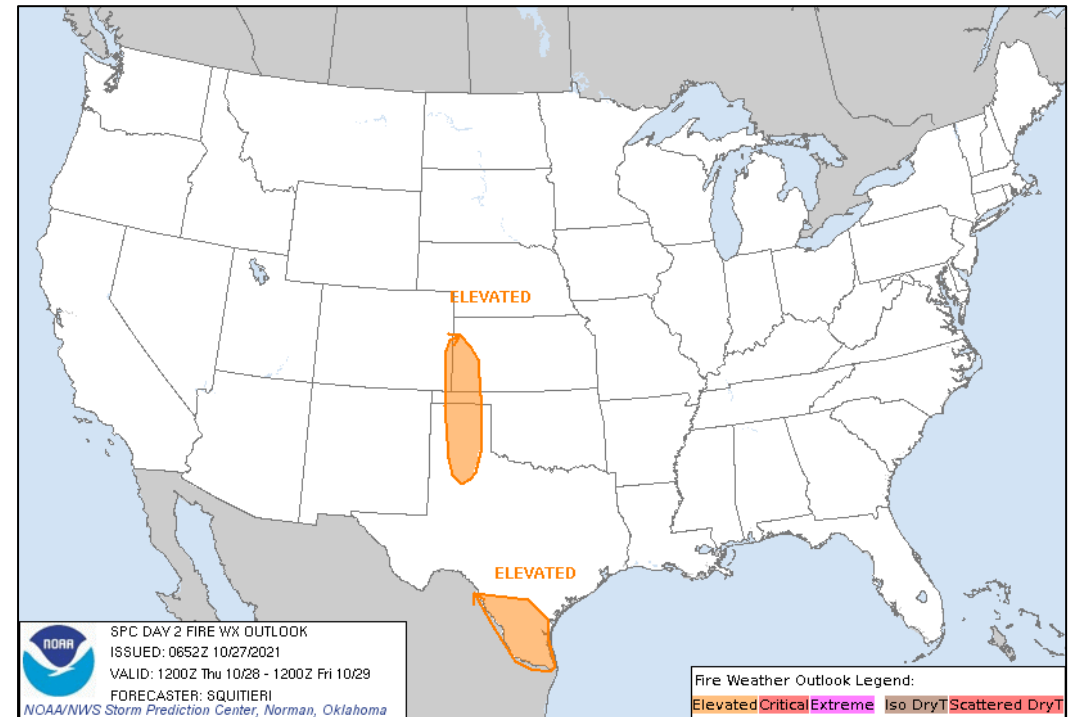 ELEVATED
ELEVATED
NOAA
SPC DAY 2 FIRE WX OUTLOOK
ISSUED: 0652Z 10/27/2021
VALID: 1200Z Thu 10/28 - 1200Z Fri 10/29
FORECASTER: SQUITIERI
NOAA/NWS Storm Prediction Center, Norman, Oklahoma
Fire Weather Outlook Legend:
Elevated Critical Extreme Iso DryT Scattered DryT